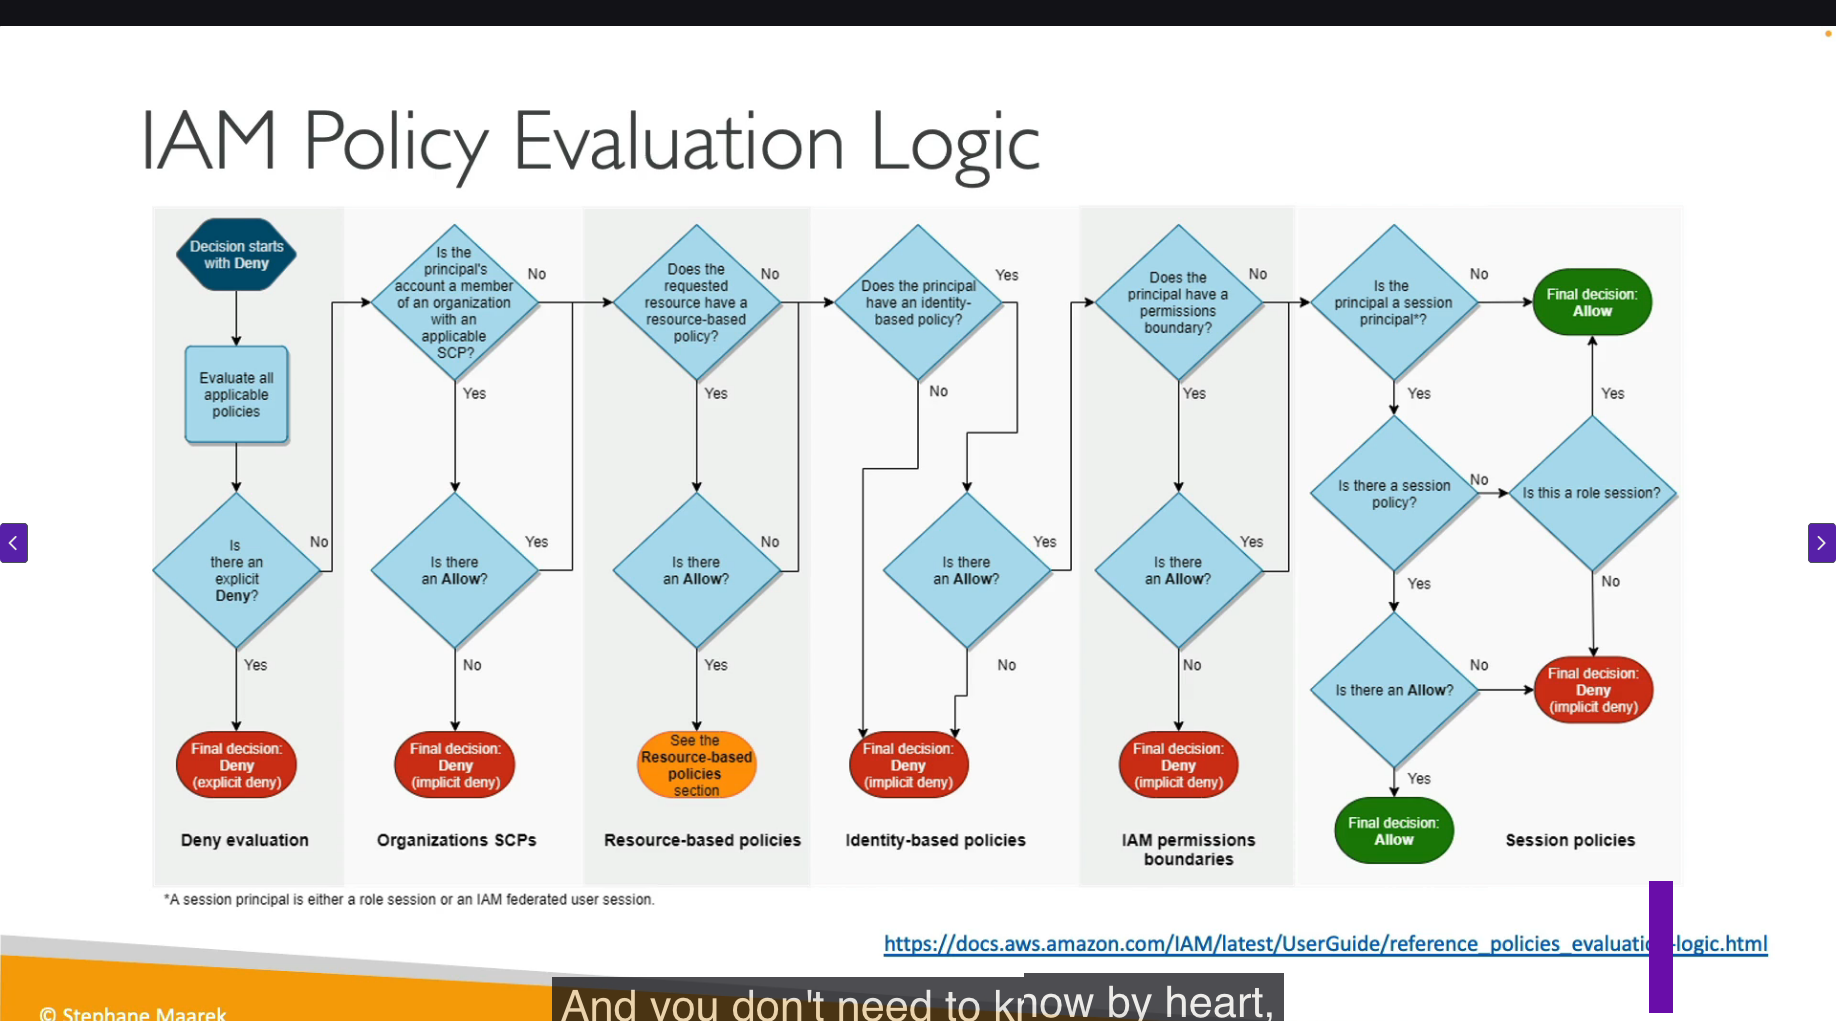 IAM Policy Evaluation Logic
Decision starts
with Deny
Evaluate all
applicable
policies
Is
there an
explicit
Deny?
No
Yes
Final decision:
Deny
(explicit deny)
Deny evaluation
Is the
principal's
account a member
of an organization
with an
applicable
SCP?
No
Yes
Is there
an Allow?
Yes
No
Final decision:
Deny
(implicit deny)
Organizations SCPs
Does the
requested
resource have a
resource-based
policy?
No
Yes
Is there
an Allow?
No
Yes
See the
Resource-based
policies
section
Resource-based policies
Does the principal
have an identity-
based policy?
Yes
No
Is there
an Allow?
Yes
No
Final decision:
Deny
(implicit deny)
Identity-based policies
Does the
principal have a
permissions
boundary?
No
Yes
Is there
an Allow?
Yes
No
Final decision:
Deny
(implicit deny)
IAM permissions
boundaries
Is the
principal a session
principal*?
No
Final decision:
Allow
Yes
Yes
Is there a session
policy?
No
Is this a role session?
Yes
No
Is there an Allow?
No
Final decision:
Deny
(implicit deny)
Yes
Final decision:
Allow
Session policies
*A session principal is either a role session or an IAM federated user session.
https://docs.aws.amazon.com/IAM/latest/UserGuide/reference_policies_evaluation-logic.html
And you don't need to know by heart,
© Stephane Maarek